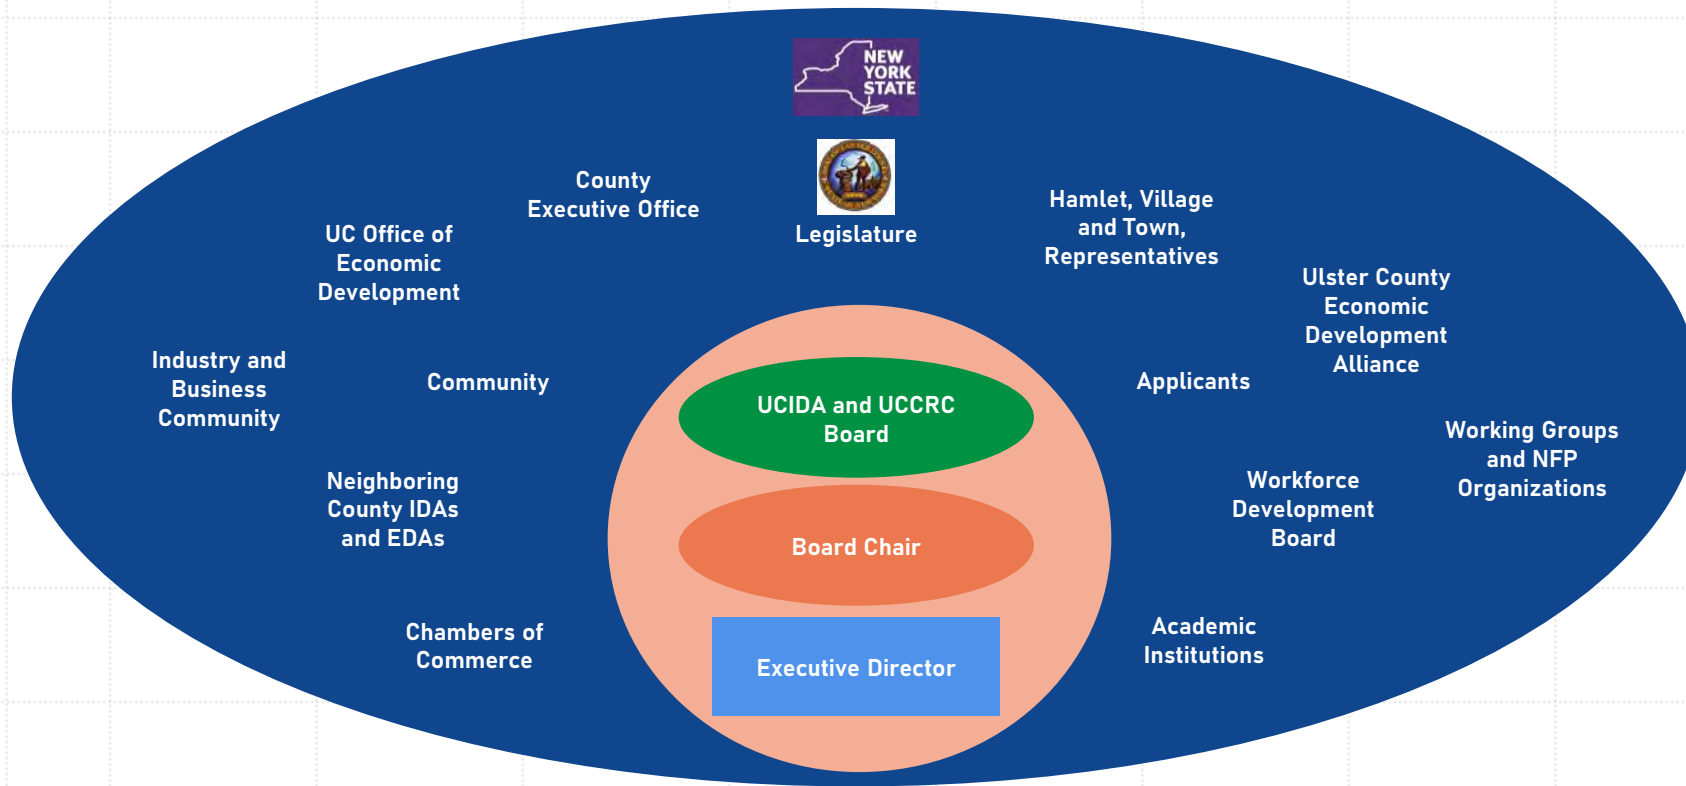 NEW
YORK
STATE
County
Executive Office
Legislature
Hamlet, Village
and Town,
Representatives
UC Office of
Economic
Development
Ulster County
Economic
Development
Alliance
Industry and
Business
Community
Community
UCIDA and UCCRC
Board
Applicants
Working Groups
and NFP
Organizations
Neighboring
County IDAs
and EDAs
Workforce
Development
Board
Board Chair
Chambers of
Commerce
Executive Director
Academic
Institutions